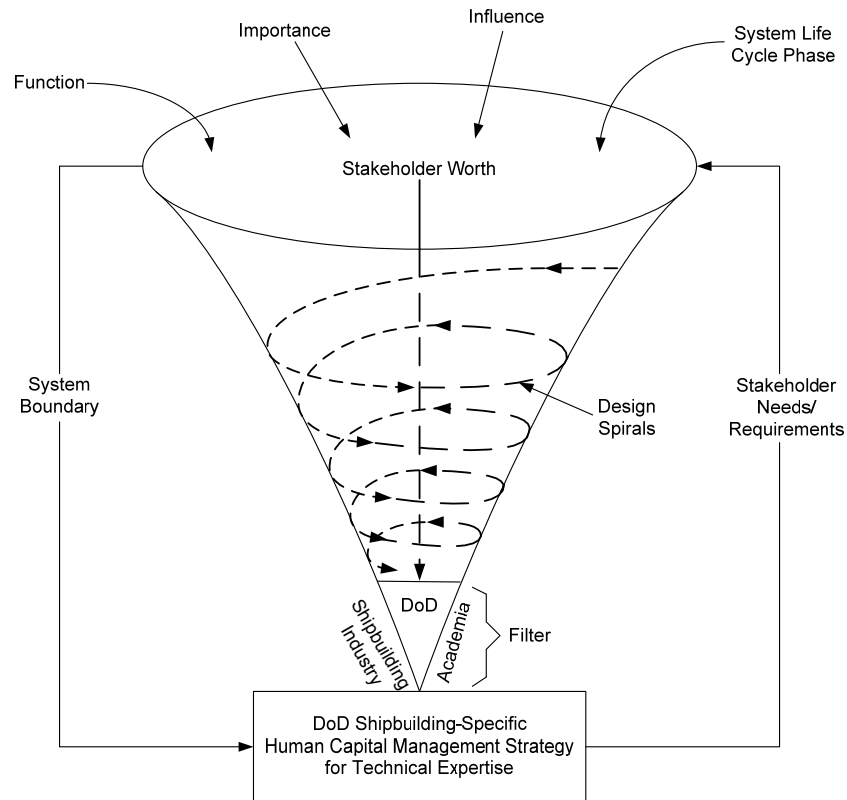 Influence
Importance
System Life
Cycle Phase
Function
Stakeholder Worth
System
Boundary
Design
Spirals
Stakeholder
Needs/
Requirements
DoD
Shipbuilding
Industry
Academia
Filter
DoD Shipbuilding-Specific
Human Capital Management Strategy
for Technical Expertise